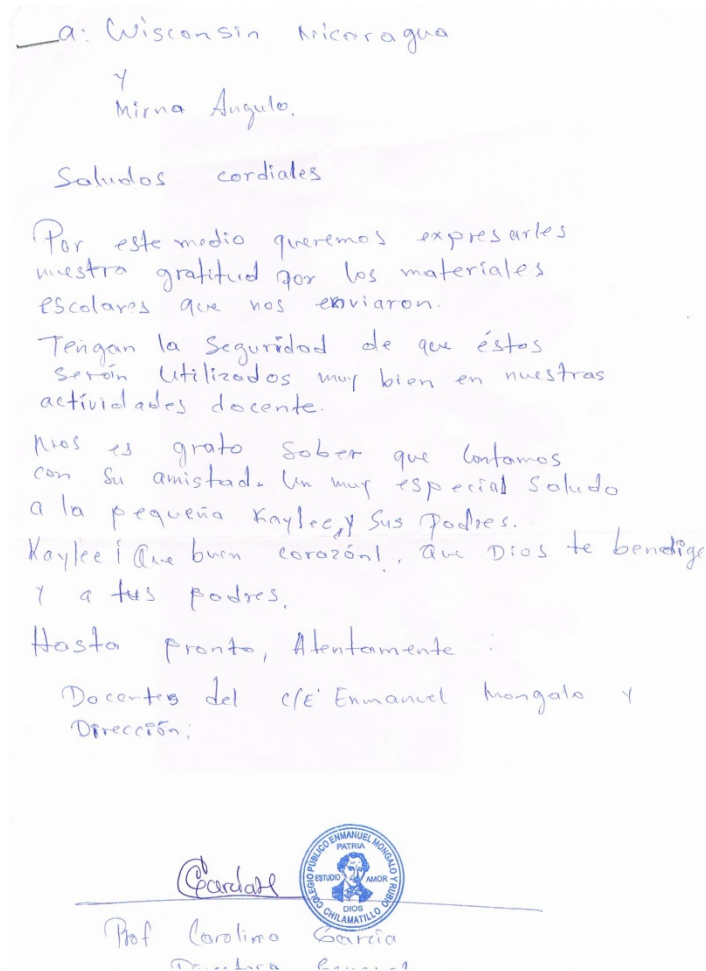 a: Wisconsin Nicaragua
y
Mirna Angulo.
Saludos cordiales
Por este medio queremos expresarles
nuestra gratitud por los materiales
escolares que nos enviaron.
Tengan la Seguridad de que éstos
serán utilizados muy bien en nuestras
actividades docente.
Nos es grato Saber que Contamos
con Su amistad. Un muy especial Saludo
a la pequeña Kaylee, y Sus Padres.
Kaylee ¡Que buen corazón!. Que Dios te bendiga
Y a tus padres.
Hasta pronto, Atentamente :
Docentes del C/E Enmanuel Mongalo Y
Dirección;
COLEGIO PÚBLICO ENMANUEL MONGALO Y RUBIO
PATRIA
ESTUDIO AMOR
DIOS
CHILAMATILLO
Prof Carolina García
Directora General